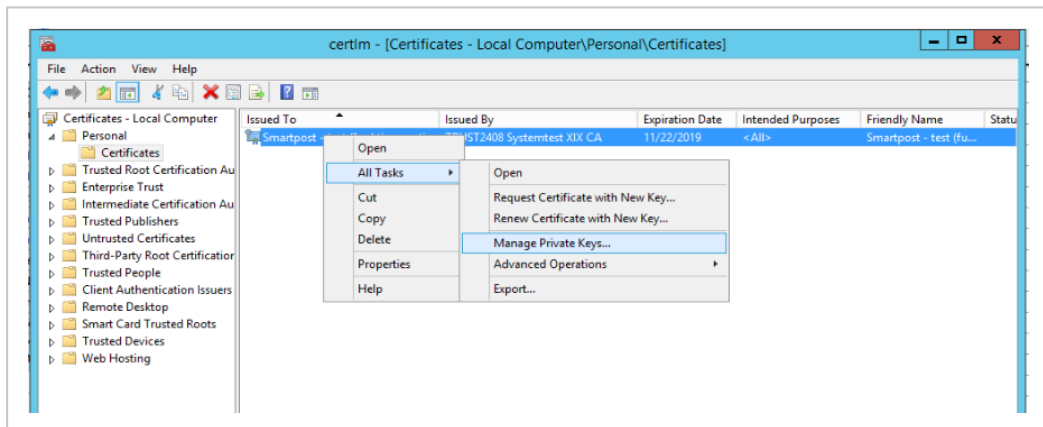 certlm - [Certificates - Local Computer\Personal\Certificates]
File Action View Help
Certificates - Local Computer
Personal
Certificates
Trusted Root Certification Au
Enterprise Trust
Intermediate Certification Au
Trusted Publishers
Untrusted Certificates
Third-Party Root Certification
Trusted People
Client Authentication Issuers
Remote Desktop
Smart Card Trusted Roots
Trusted Devices
Web Hosting
Issued To Issued By Expiration Date Intended Purposes Friendly Name Statu
Smartpost - TRUST2408 Systemtest XIX CA 11/22/2019 <All> Smartpost - test (fu...
Open
All Tasks
Cut
Copy
Delete
Properties
Help
Open
Request Certificate with New Key...
Renew Certificate with New Key...
Manage Private Keys...
Advanced Operations
Export...